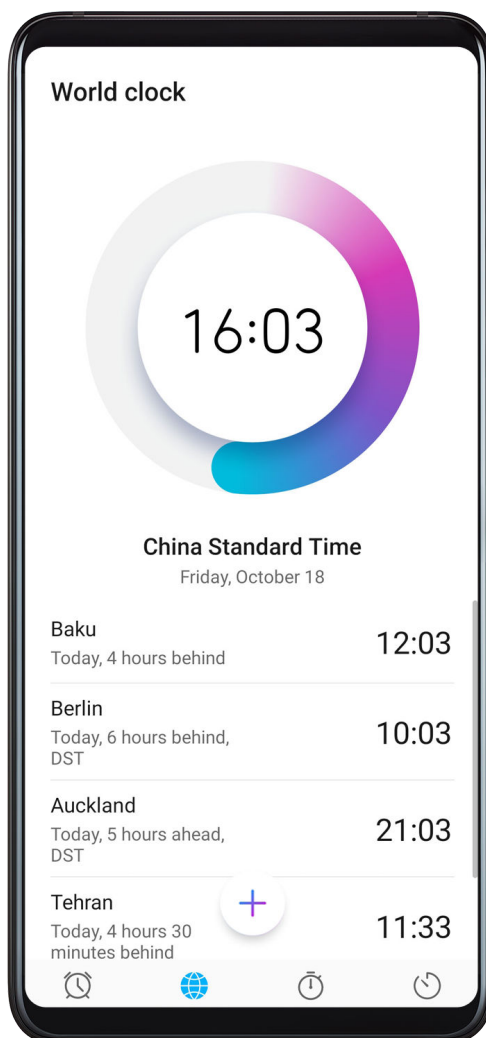 World clock
16:03
China Standard Time
Friday, October 18
Baku
Today, 4 hours behind
12:03
Berlin
Today, 6 hours behind,
DST
10:03
Auckland
Today, 5 hours ahead,
DST
21:03
Tehran
Today, 4 hours 30
minutes behind
11:33